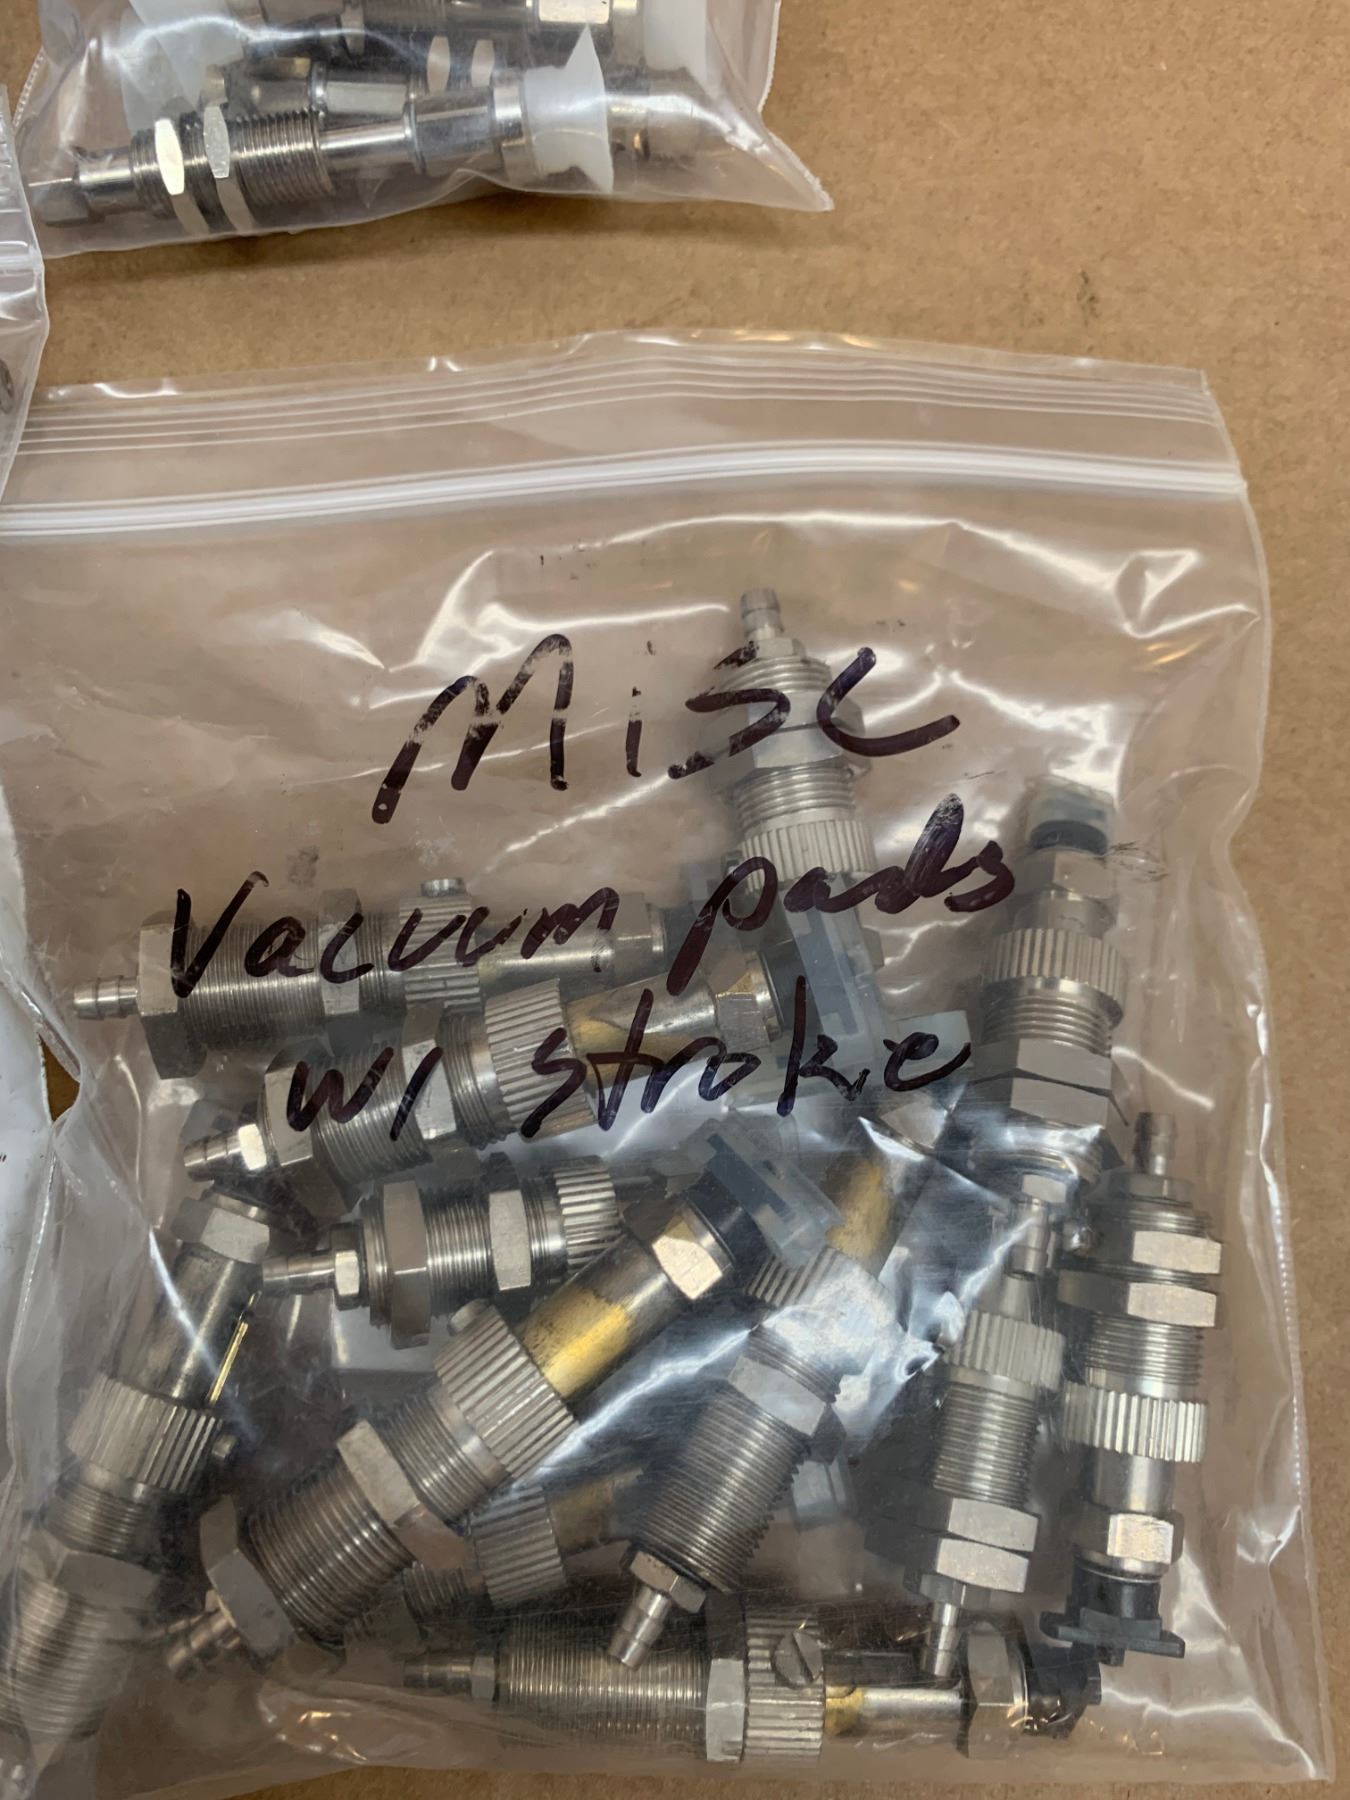 Misc
Vacuum pads
w/ stroke